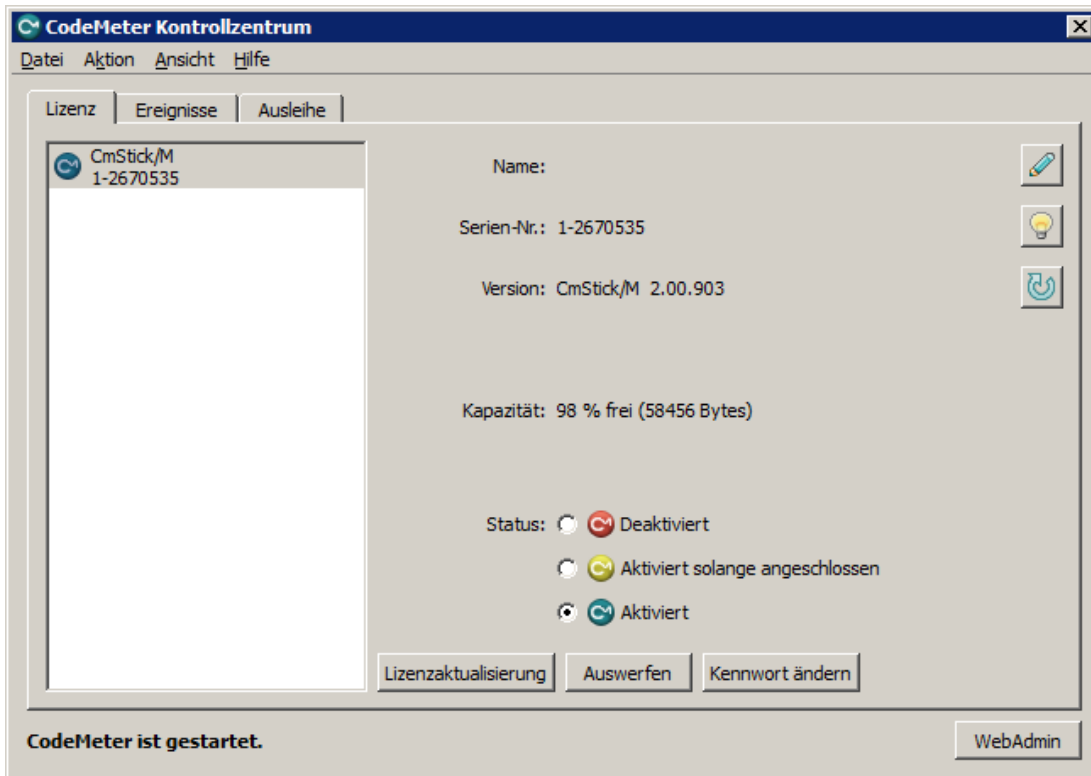 CodeMeter Kontrollzentrum
Datei Aktion Ansicht Hilfe
Lizenz Ereignisse Ausleihe
CmStick/M
1-2670535
Name:
Serien-Nr.: 1-2670535
Version: CmStick/M 2.00.903
Kapazität: 98 % frei (58456 Bytes)
Status: Deaktiviert
Aktiviert solange angeschlossen
Aktiviert
Lizenzaktualisierung Auswerfen Kennwort ändern
CodeMeter ist gestartet. WebAdmin